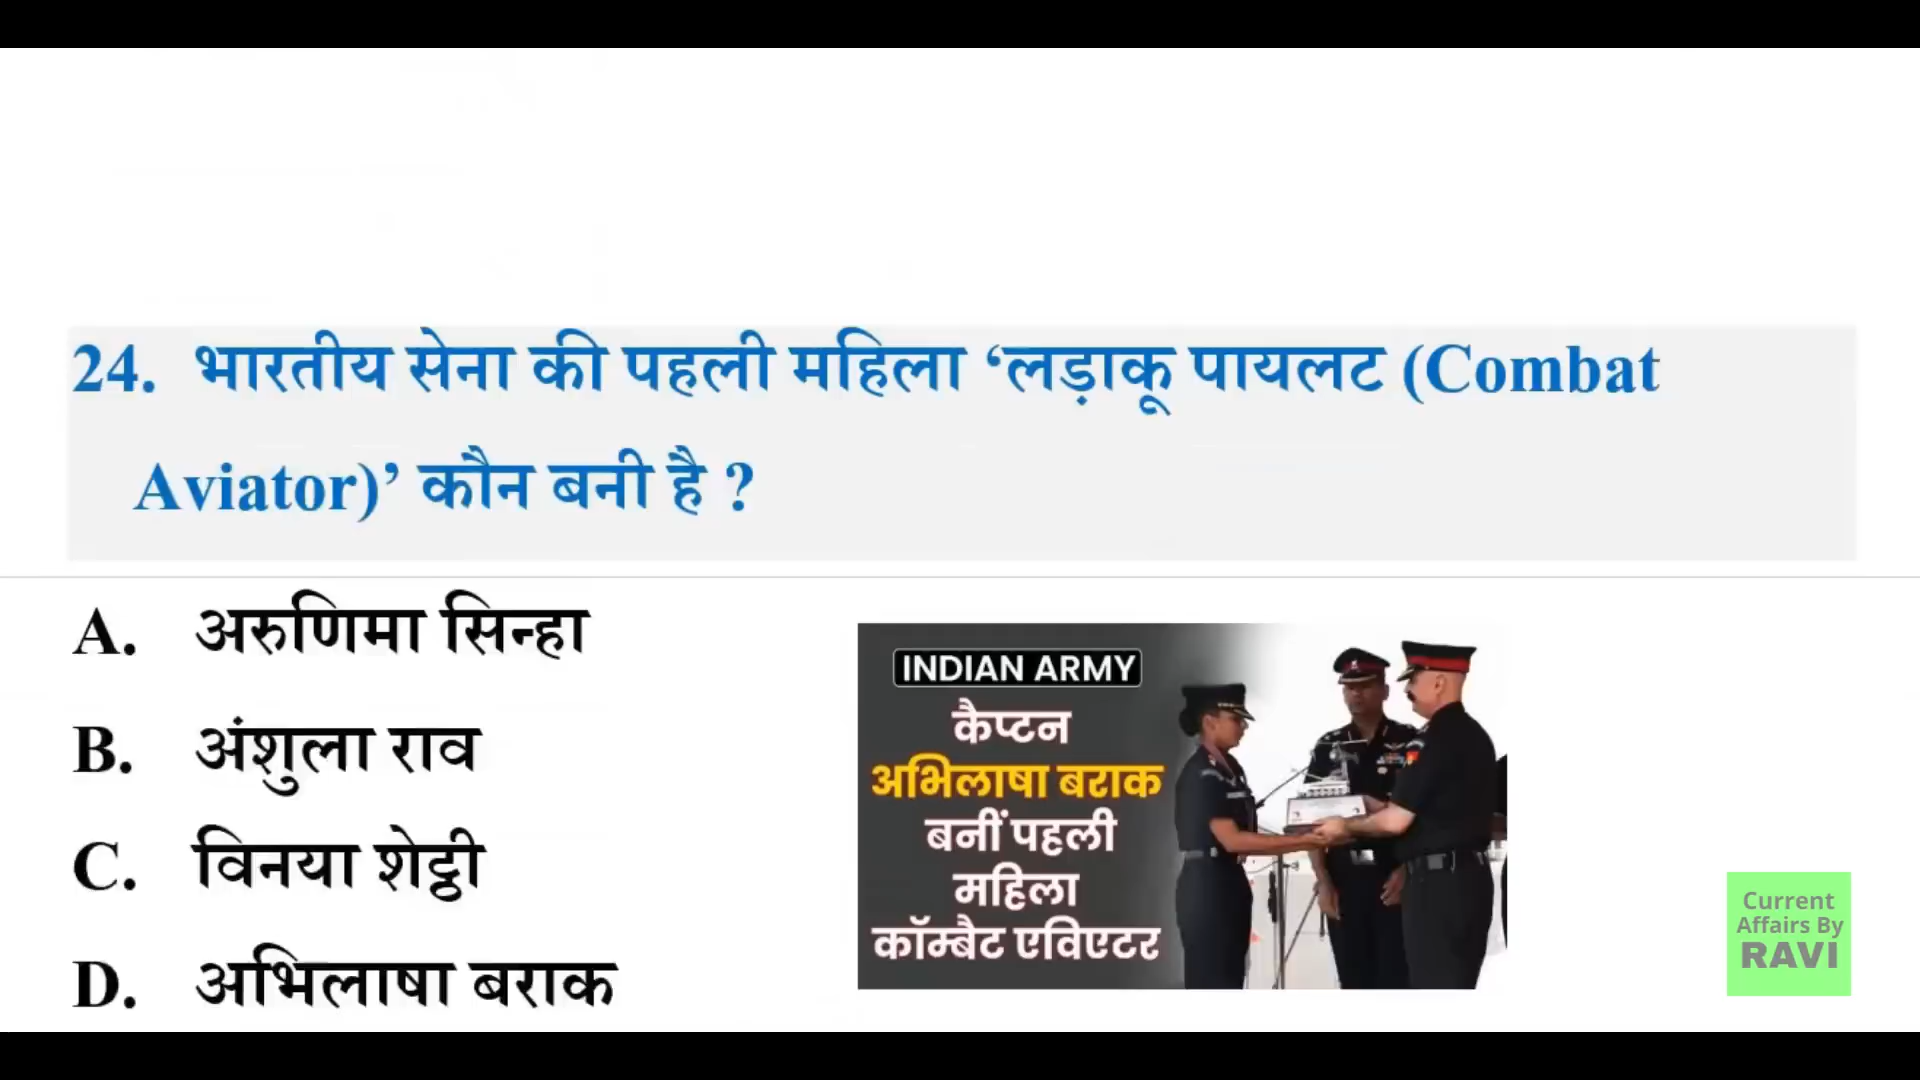 24. भारतीय सेना की पहली महिला ‘लड़ाकू पायलट (Combat
Aviator)’ कौन बनी है ?
A. अरुणिमा सिन्हा
B. अंशुला राव
C. विनया शेट्ठी
D. अभिलाषा बराक
INDIAN ARMY
कैप्टन
अभिलाषा बराक
बनीं पहली
महिला
कॉम्बैट एविएटर
Current
Affairs By
RAVI